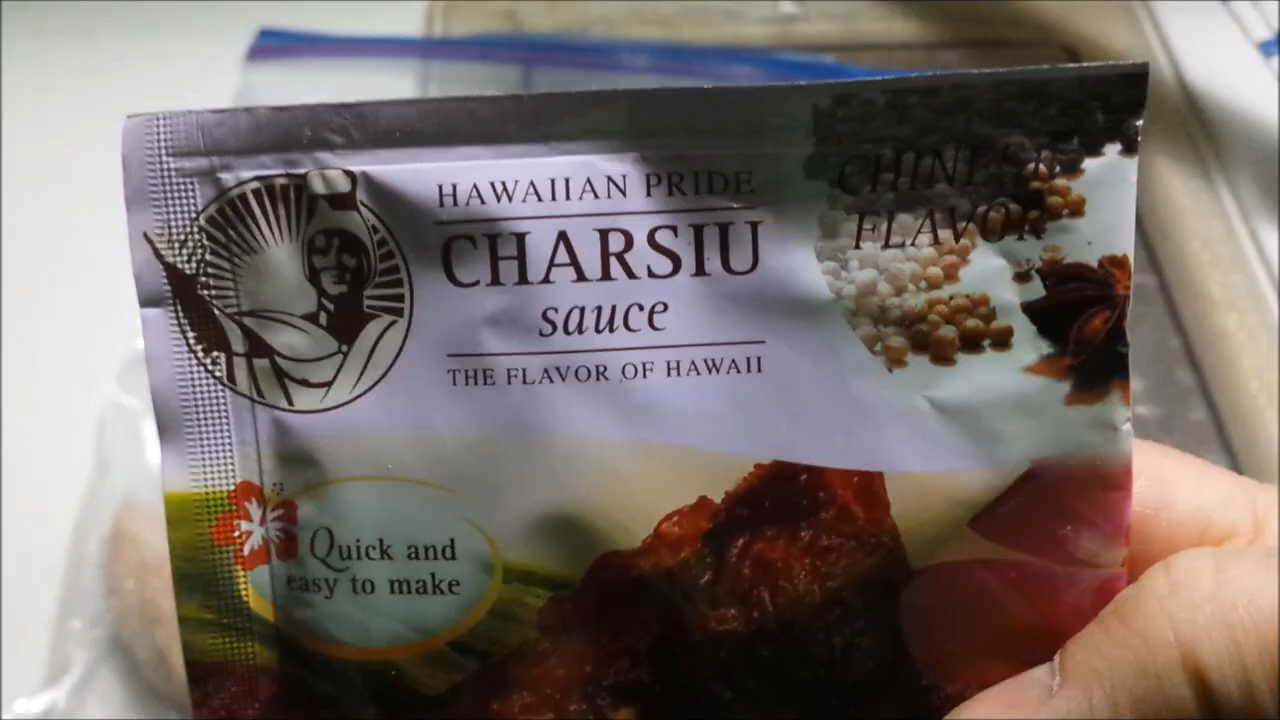 HAWAIIAN PRIDE
CHARSIU
sauce
THE FLAVOR OF HAWAII
CHINESE
FLAVOR
Quick and
easy to make